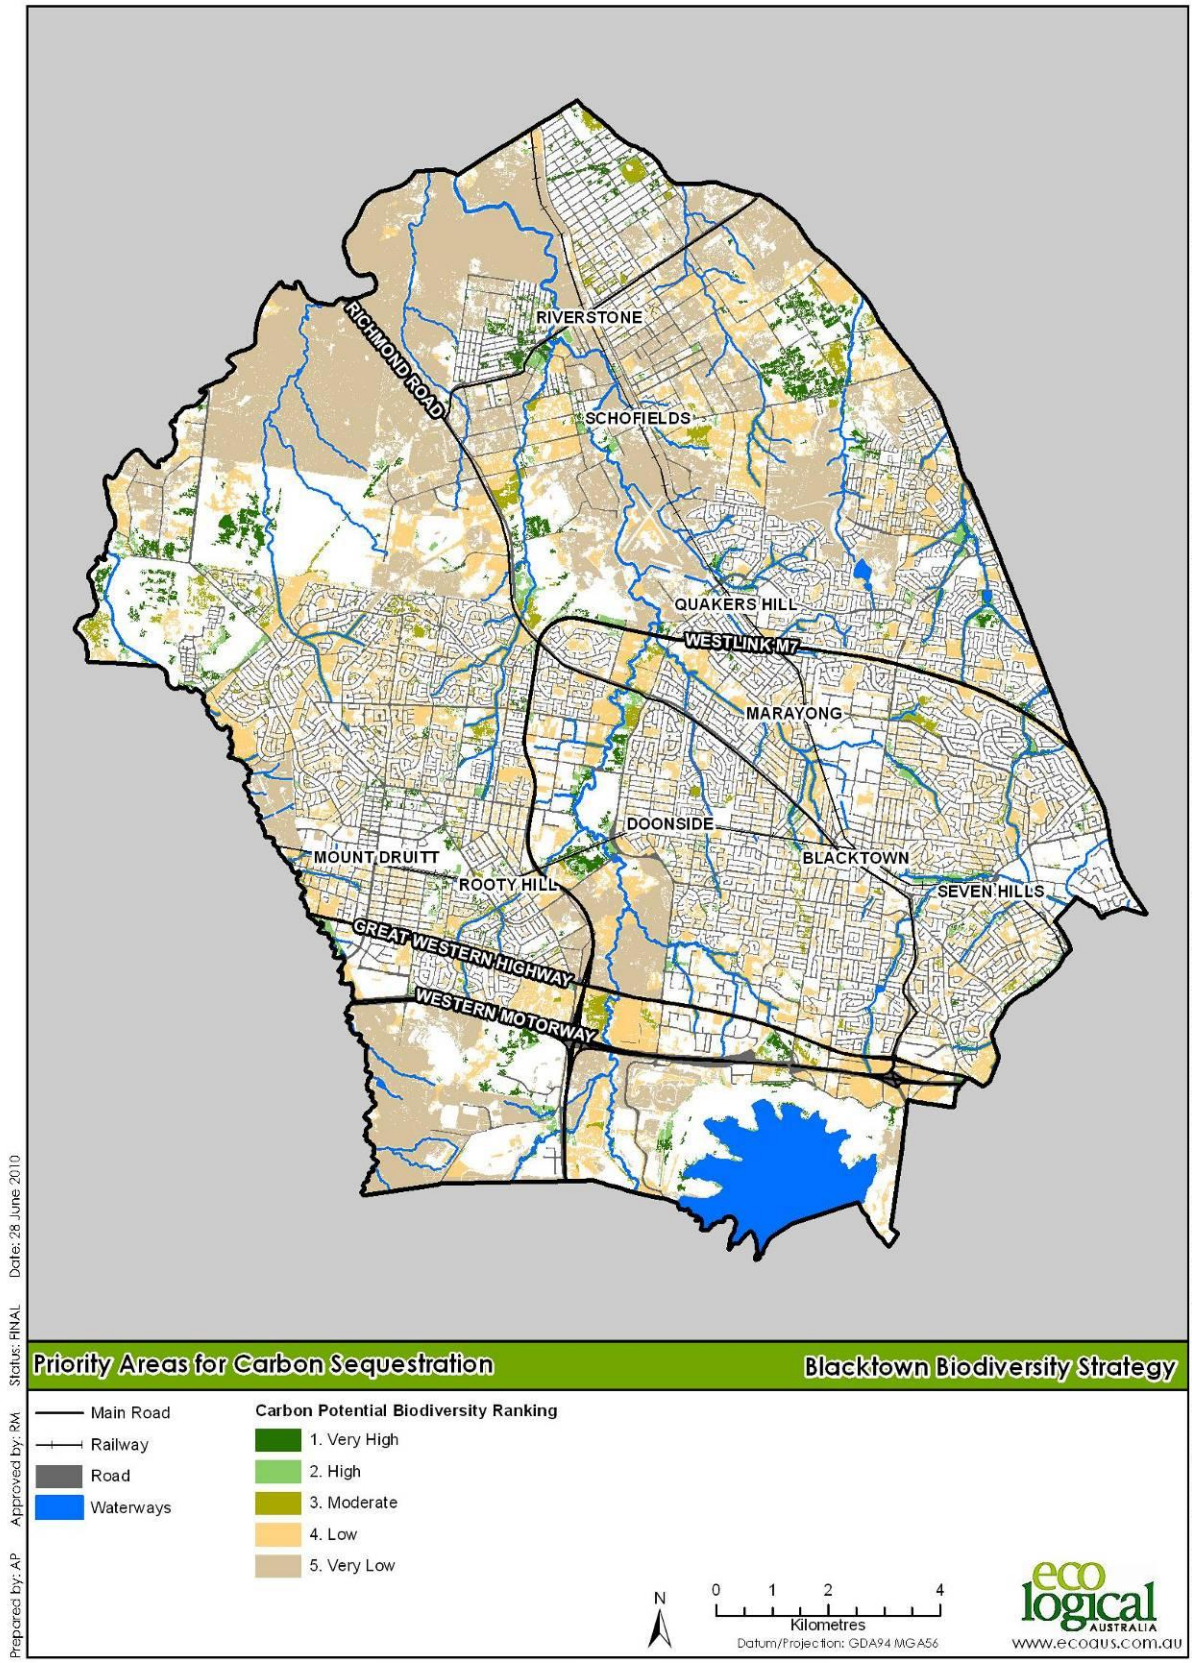 RIVERSTONE
RICHMOND ROAD
SCHOFIELDS
QUAKERS HILL
WESTLINK M7
MARAYONG
DOONSIDE
MOUNT DRUITT
BLACKTOWN
ROOTY HILL
SEVEN HILLS
GREAT WESTERN HIGHWAY
WESTERN MOTORWAY
Prepared by: AP Approved by: RM Status: FINAL Date: 28 June 2010
Priority Areas for Carbon Sequestration
Blacktown Biodiversity Strategy
Main Road
Railway
Road
Waterways
Carbon Potential Biodiversity Ranking
1. Very High
2. High
3. Moderate
4. Low
5. Very Low
N
0 1 2 4
Kilometres
Datum/Projection: GDA94 MGA56
eco
logical
AUSTRALIA
www.ecoaus.com.au